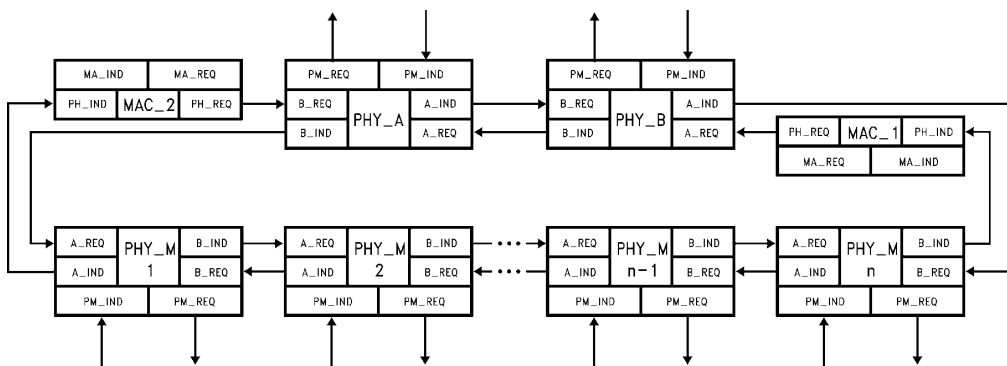 PM_REQ PM_IND PM_REQ PM_IND
MA_IND MA_REQ
PH_IND MAC_2 PH_REQ B_REQ PHY_A A_IND B_REQ PHY_B A_IND
B_IND A_REQ B_IND A_REQ PH_REQ MAC_1 PH_IND
MA_REQ MA_IND
A_REQ PHY_M B_IND A_REQ PHY_M B_IND A_REQ PHY_M B_IND A_REQ PHY_M B_IND
A_IND 1 B_REQ A_IND 2 B_REQ A_IND n-1 B_REQ A_IND n B_REQ
PM_IND PM_REQ PM_IND PM_REQ PM_IND PM_REQ PM_IND PM_REQ